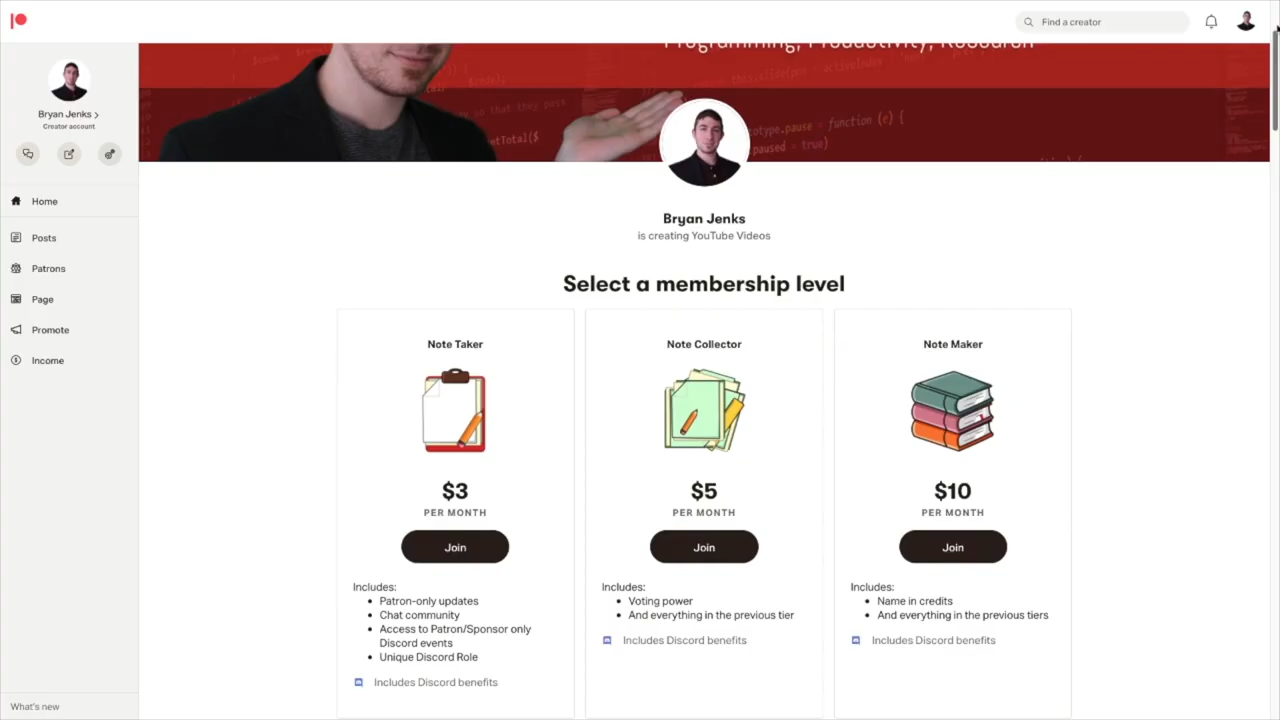 Find a creator
Programming, Productivity, Research
Bryan Jenks
Creator account
Home
Posts
Patrons
Page
Promote
Income
What's new
Bryan Jenks
is creating YouTube Videos
Select a membership level
Note Taker
$3
PER MONTH
Join
Includes:
Patron-only updates
Chat community
Access to Patron/Sponsor only
Discord events
Unique Discord Role
Includes Discord benefits
Note Collector
$5
PER MONTH
Join
Includes:
Voting power
And everything in the previous tier
Includes Discord benefits
Note Maker
$10
PER MONTH
Join
Includes:
Name in credits
And everything in the previous tiers
Includes Discord benefits